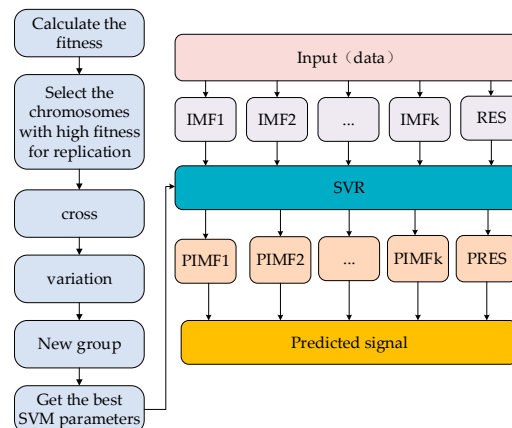 Calculate the
fitness
Select the
chromosomes
with high fitness
for replication
cross
variation
New group
Get the best
SVM parameters
Input（data）
IMF1 IMF2 ... IMFk RES
SVR
PIMF1 PIMF2 ... PIMFk PRES
Predicted signal